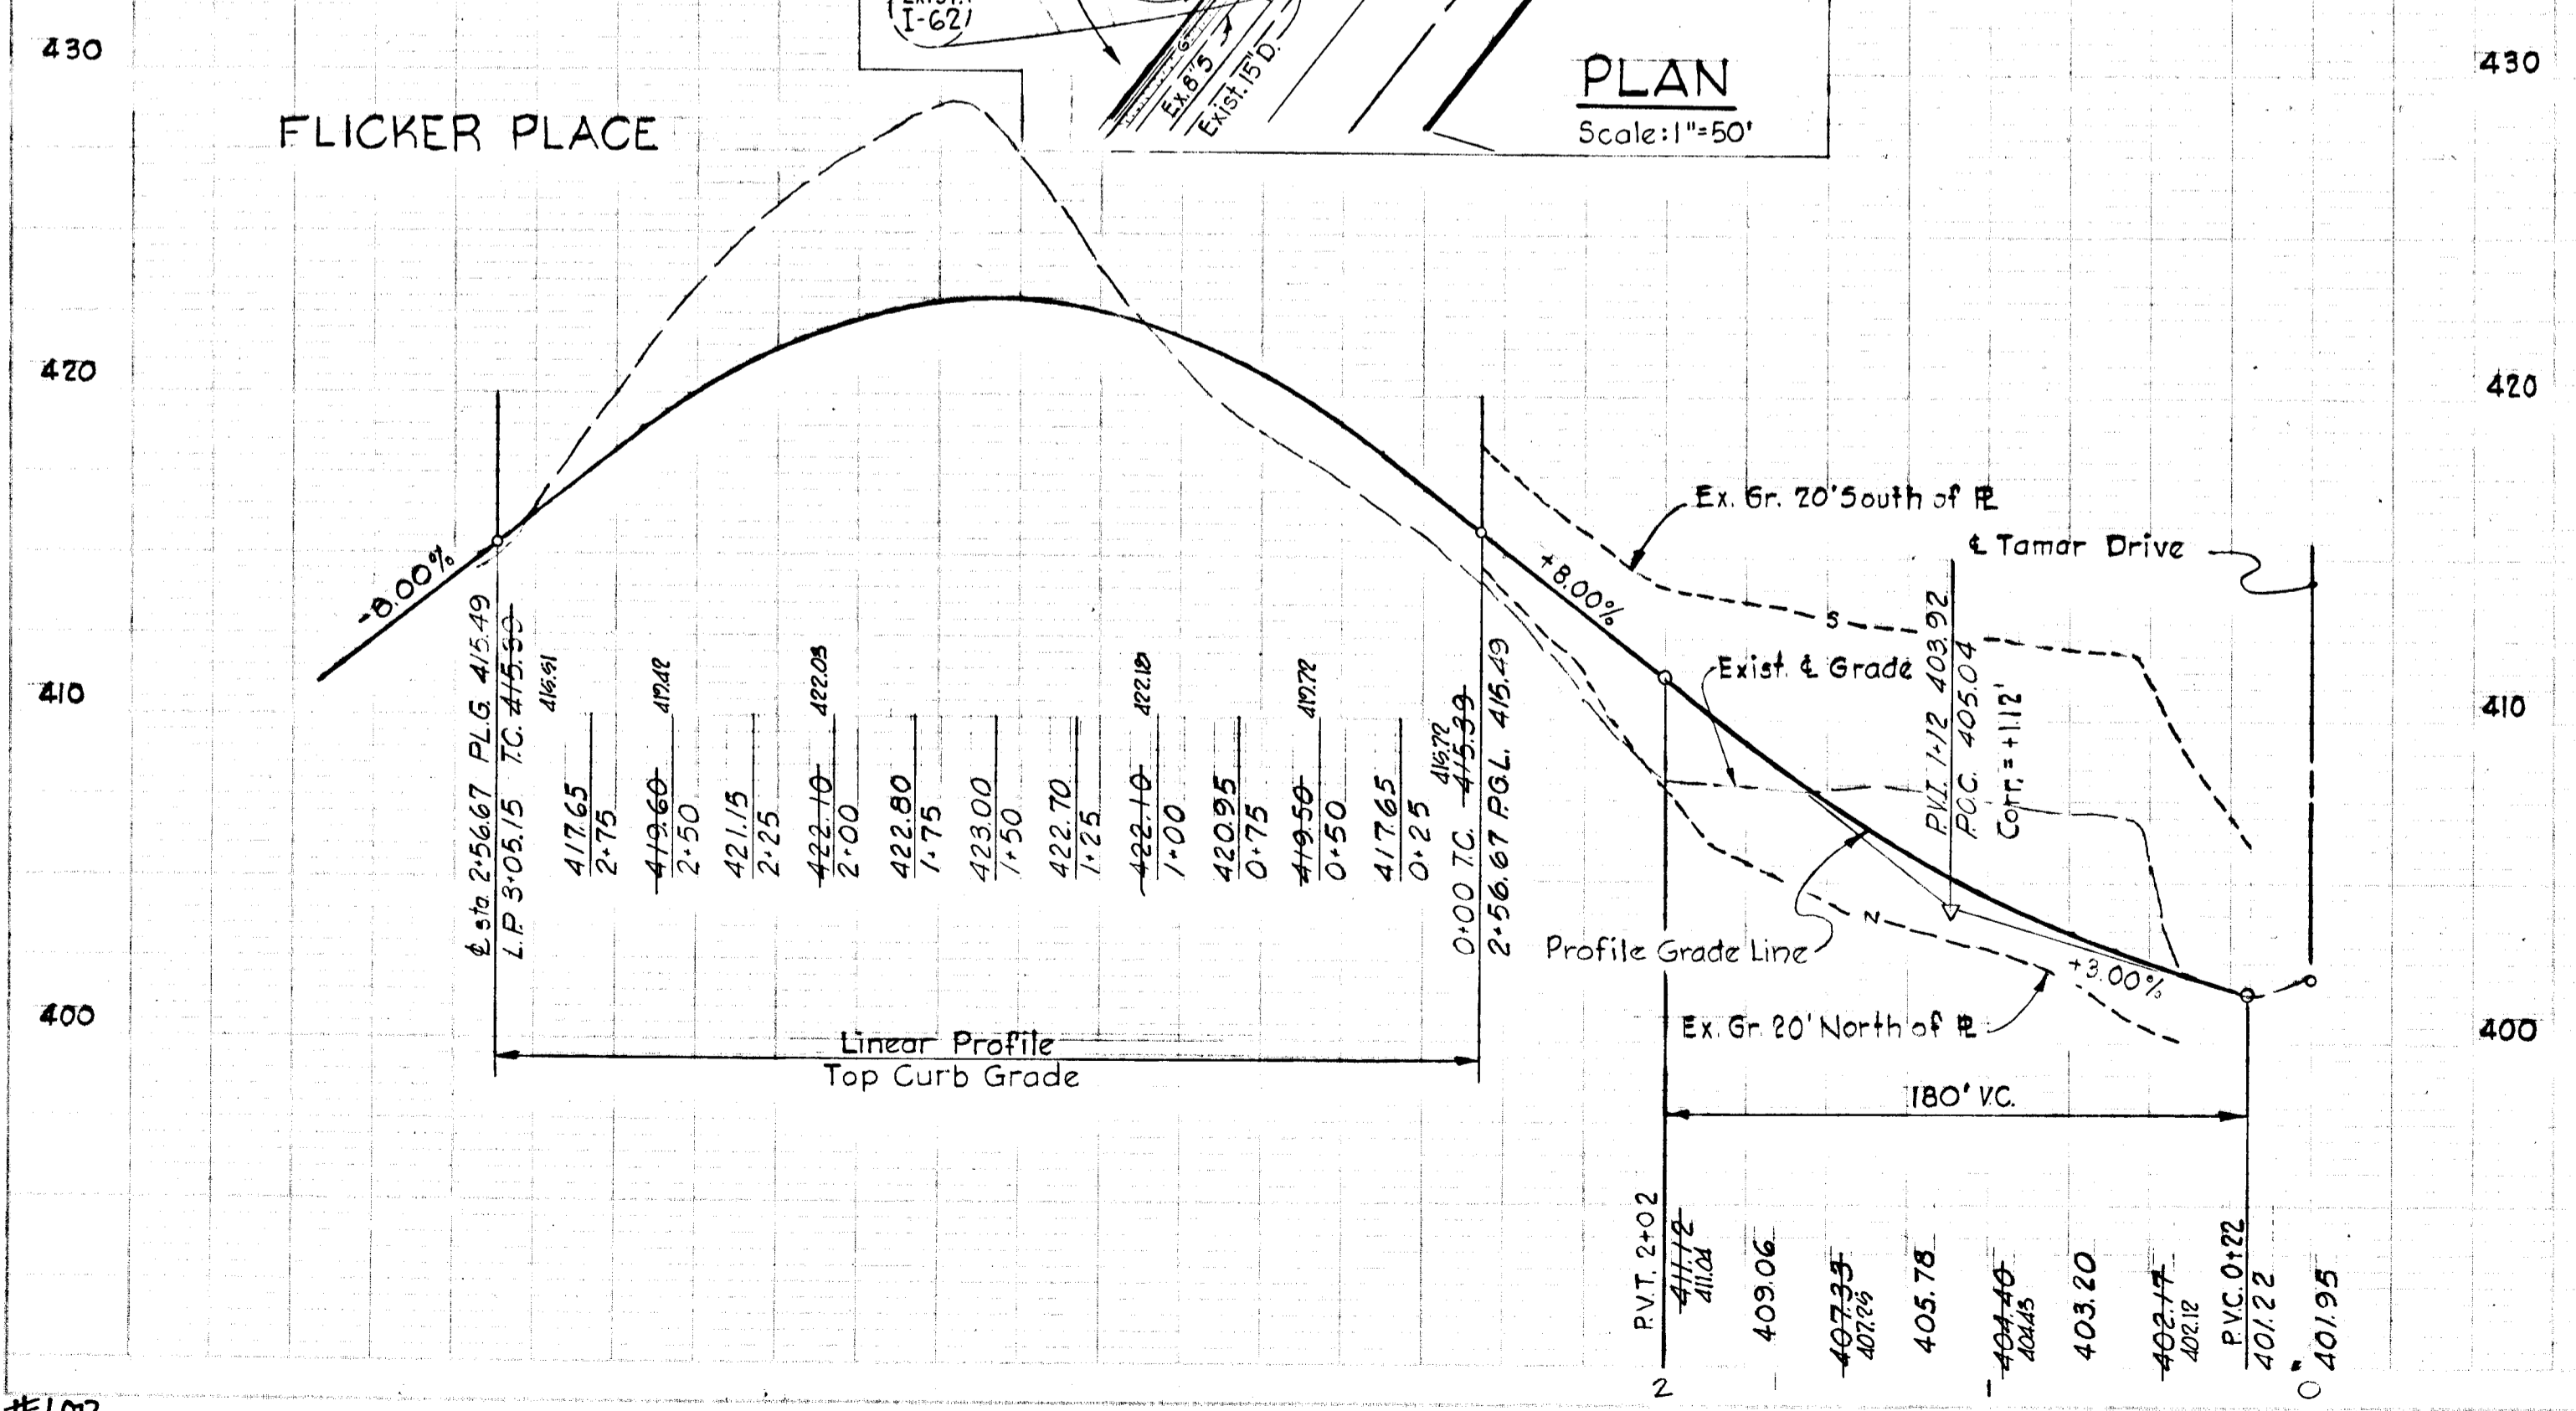 EXIST.
I-62
Ex. 8" S
Exist. 15" D.
PLAN
Scale: 1"=50'
FLICKER PLACE
430
430
420
420
410
410
400
400
-8.00%
+8.00%
+3.00%
Ex. Gr. 20' South of PL
℄ Tamar Drive
Exist. ℄ Grade
Profile Grade Line
Ex. Gr. 20' North of PL
S
N
P.V.I. 1+12 403.92
P.O.C. 405.04
Corr. = +1.12'
℄ sta. 2+56.67 P.L.G. 415.49
L.P. 3+05.15 T.C. 415.39
417.65
2+75
419.60
419.42
2+50
421.15
2+25
422.10
422.03
2+00
422.80
1+75
423.00
1+50
422.70
1+25
422.10
1+00
420.95
0+75
419.50
419.72
0+50
417.65
0+25
0+00 T.C. 415.39
415.72
2+56.67 P.G.L. 415.49
Linear Profile
Top Curb Grade
180' V.C.
P.V.T. 2+02
411.12
411.04
409.06
407.33
407.25
405.78
404.40
404.43
403.20
402.17
402.12
P.V.C. 0+22
401.22
401.95
2
1
0